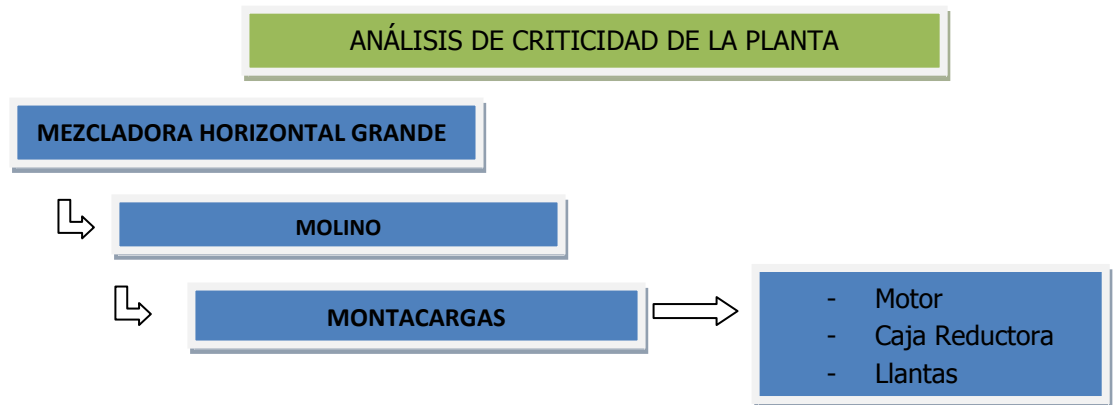 ANÁLISIS DE CRITICIDAD DE LA PLANTA
MEZCLADORA HORIZONTAL GRANDE
MOLINO
MONTACARGAS
- Motor
- Caja Reductora
- Llantas